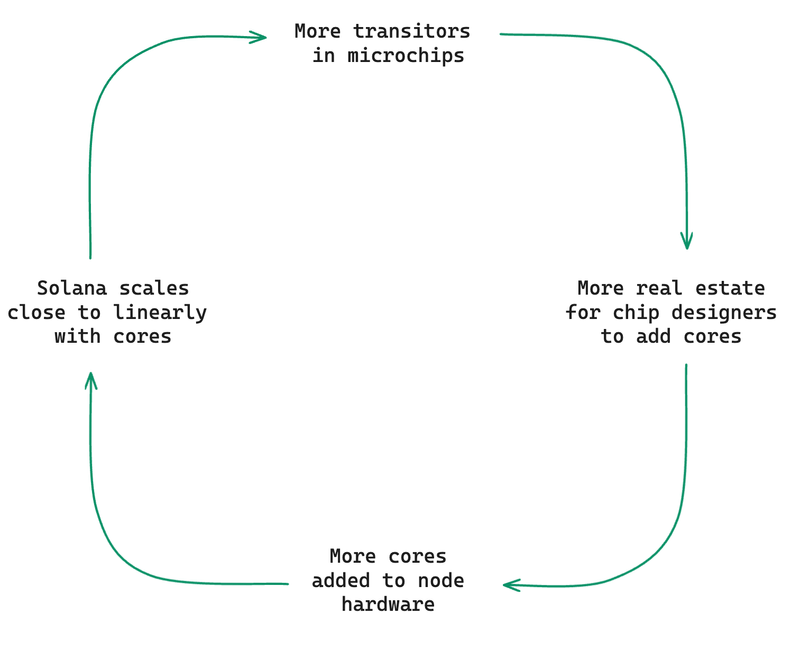 More transitors
in microchips
More real estate
for chip designers
to add cores
More cores
added to node
hardware
Solana scales
close to linearly
with cores